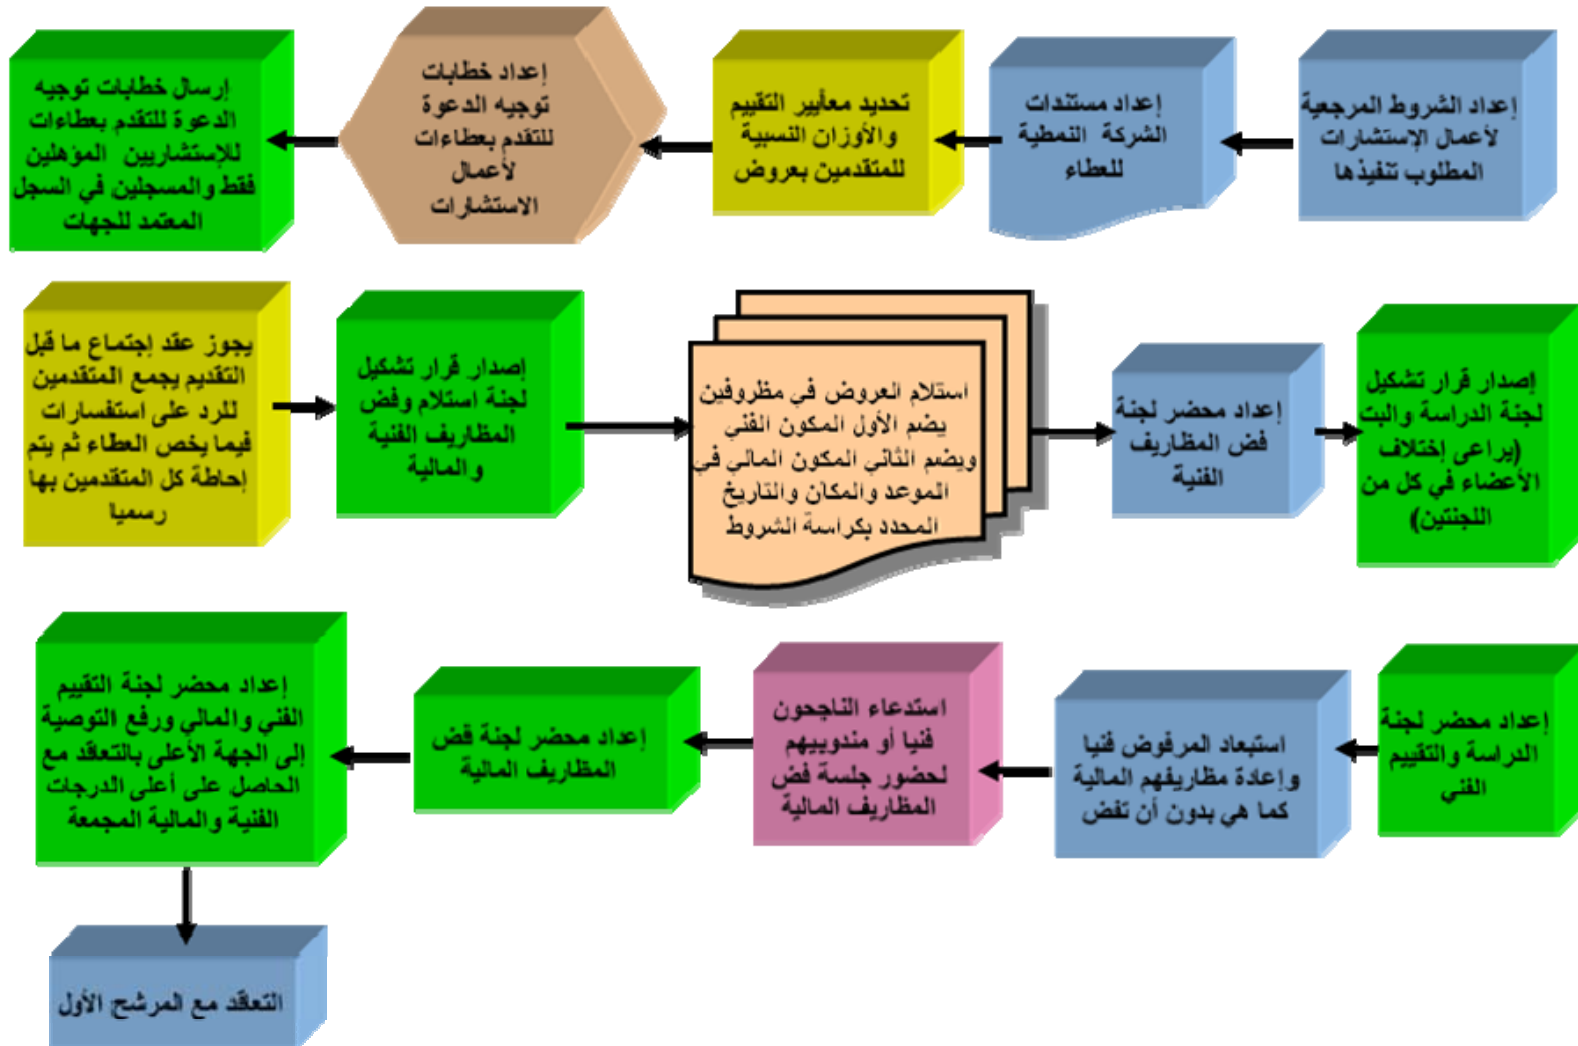 إعداد الشروط المرجعية
لأعمال الإستشارات
المطلوب تنفيذها
إعداد مستندات
الشركة النمطية
للعطاء
تحديد معايير التقييم
والأوزان النسبية
للمتقدمين بعروض
إعداد خطابات
توجيه الدعوة
للتقدم بعطاءات
لأعمال
الاستشارات
إرسال خطابات توجيه
الدعوة للتقدم بعطاءات
للإستشاريين المؤهلين
فقط والمسجلين في السجل
المعتمد للجهات
يجوز عقد إجتماع ما قبل
التقديم يجمع المتقدمين
للرد على استفسارات
فيما يخص العطاء ثم يتم
إحاطة كل المتقدمين بها
رسميا
إصدار قرار تشكيل
لجنة استلام وفض
المظاريف الفنية
والمالية
استلام العروض في مظروفين
يضم الأول المكون الفني
ويضم الثاني المكون المالي في
الموعد والمكان والتاريخ
المحدد بكراسة الشروط
إعداد محضر لجنة
فض المظاريف
الفنية
إصدار قرار تشكيل
لجنة الدراسة والبت
(يراعى إختلاف
الأعضاء في كل من
اللجنتين)
إعداد محضر لجنة
الدراسة والتقييم
الفني
استبعاد المرفوض فنيا
وإعادة مظاريفهم المالية
كما هي بدون أن تفض
استدعاء الناجحون
فنيا أو مندوبيهم
لحضور جلسة فض
المظاريف المالية
إعداد محضر لجنة فض
المظاريف المالية
إعداد محضر لجنة التقييم
الفني والمالي ورفع التوصية
إلى الجهة الأعلى بالتعاقد مع
الحاصل على أعلى الدرجات
الفنية والمالية المجمعة
التعاقد مع المرشح الأول